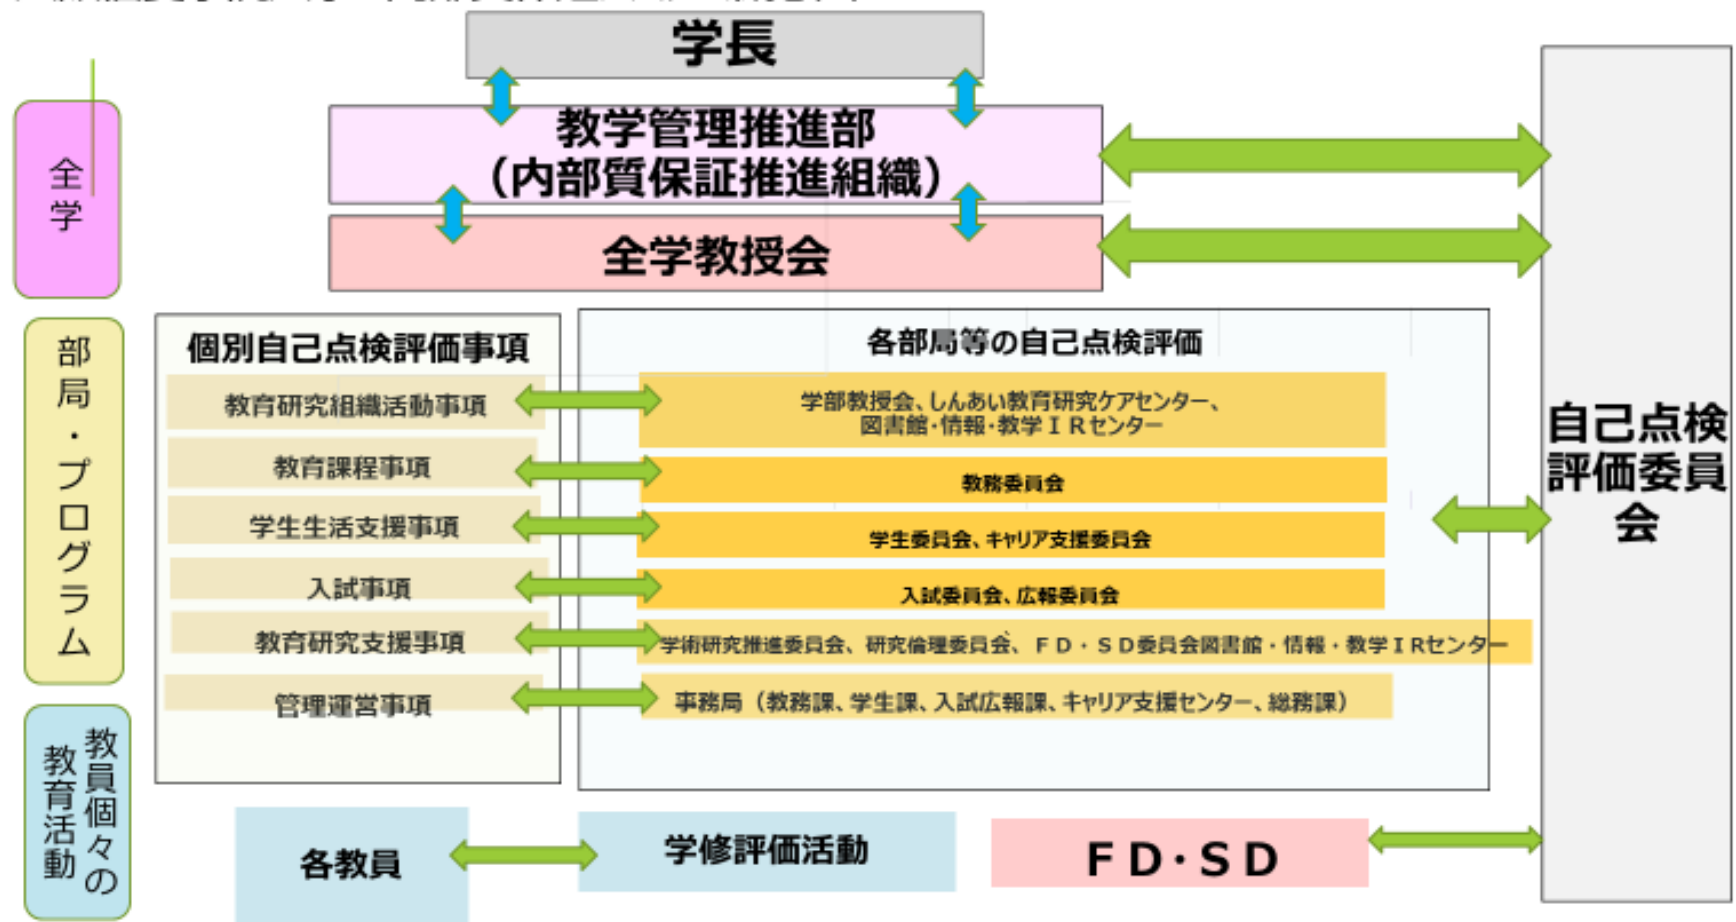 学長
全学
教学管理推進部
（内部質保証推進組織）
全学教授会
自己点検
評価委員
会
部局・プログラム
個別自己点検評価事項
各部局等の自己点検評価
教育研究組織活動事項
学部教授会、しんあい教育研究ケアセンター、
図書館・情報・教学ＩＲセンター
教育課程事項
教務委員会
学生生活支援事項
学生委員会、キャリア支援委員会
入試事項
入試委員会、広報委員会
教育研究支援事項
学術研究推進委員会、研究倫理委員会、ＦＤ・ＳＤ委員会図書館・情報・教学ＩＲセンター
管理運営事項
事務局（教務課、学生課、入試広報課、キャリア支援センター、総務課）
教員個々の
教育活動
各教員
学修評価活動
ＦＤ・ＳＤ